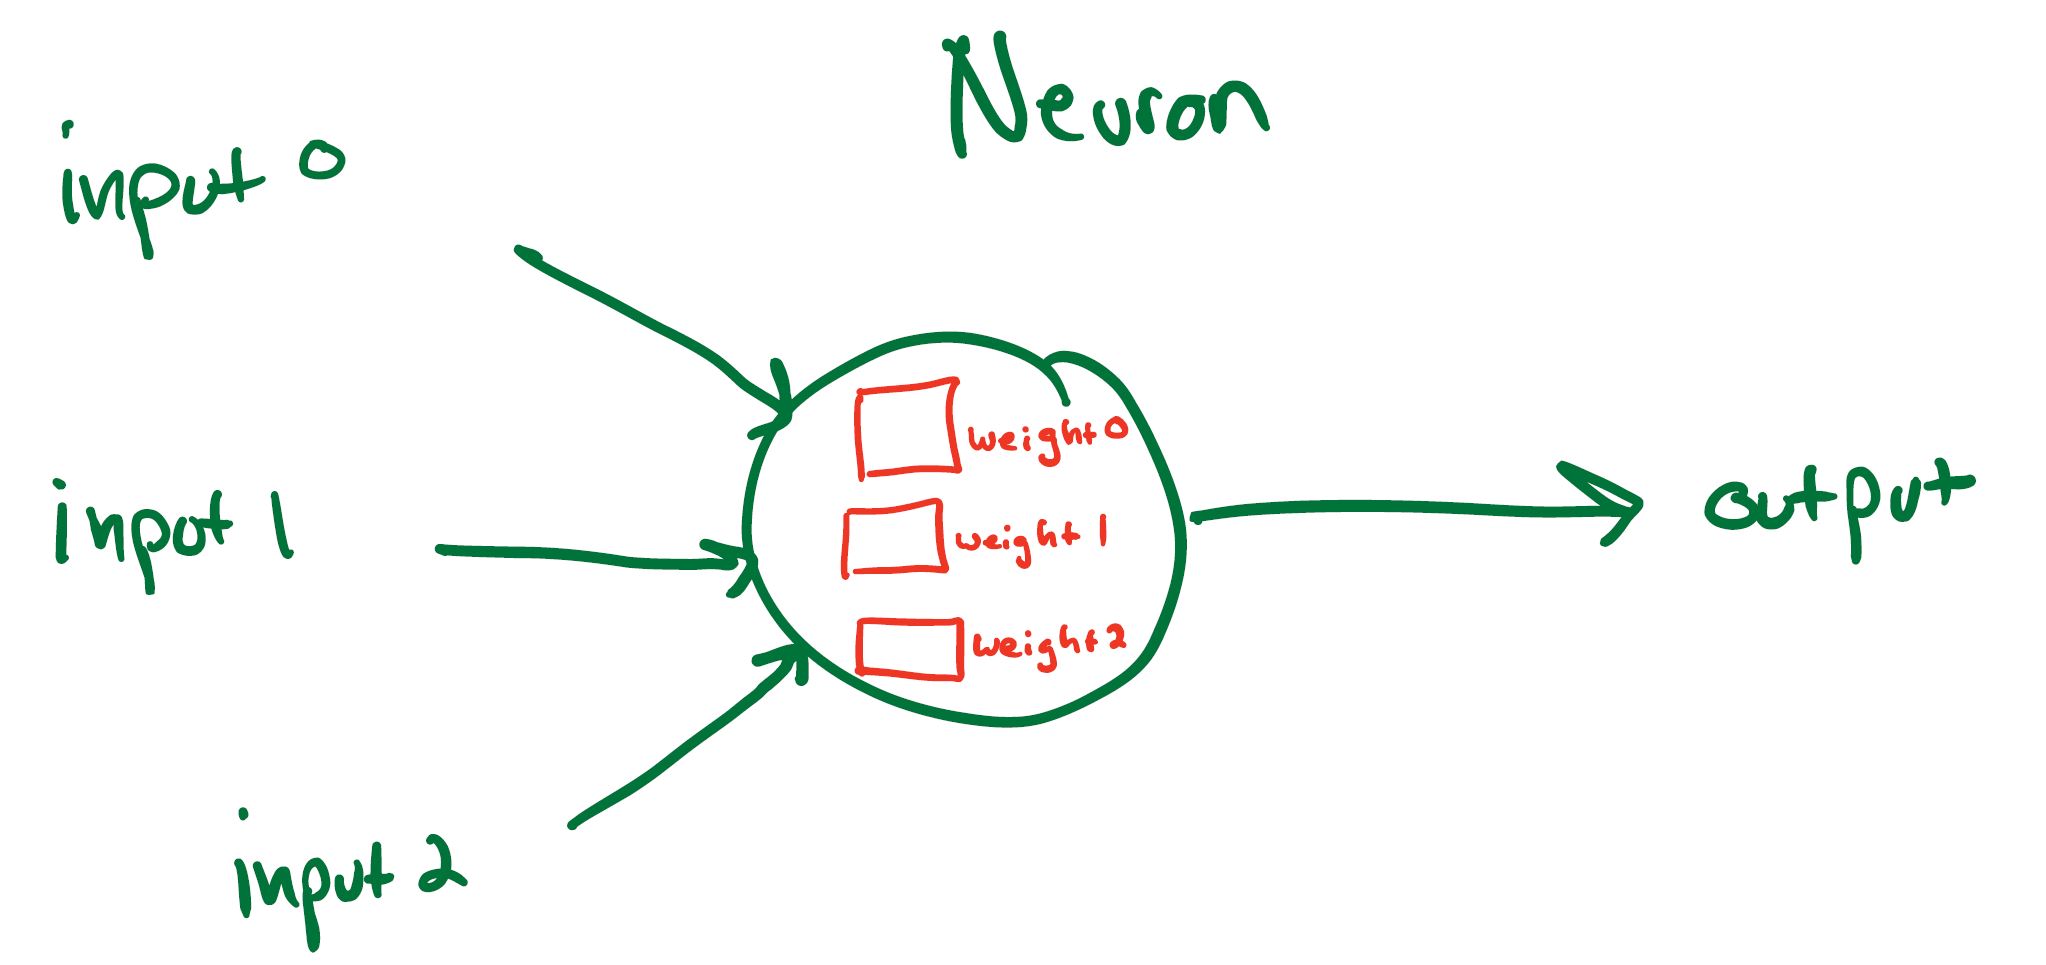 Neuron
input 0
weight 0
input 1
weight 1
output
weight 2
input 2